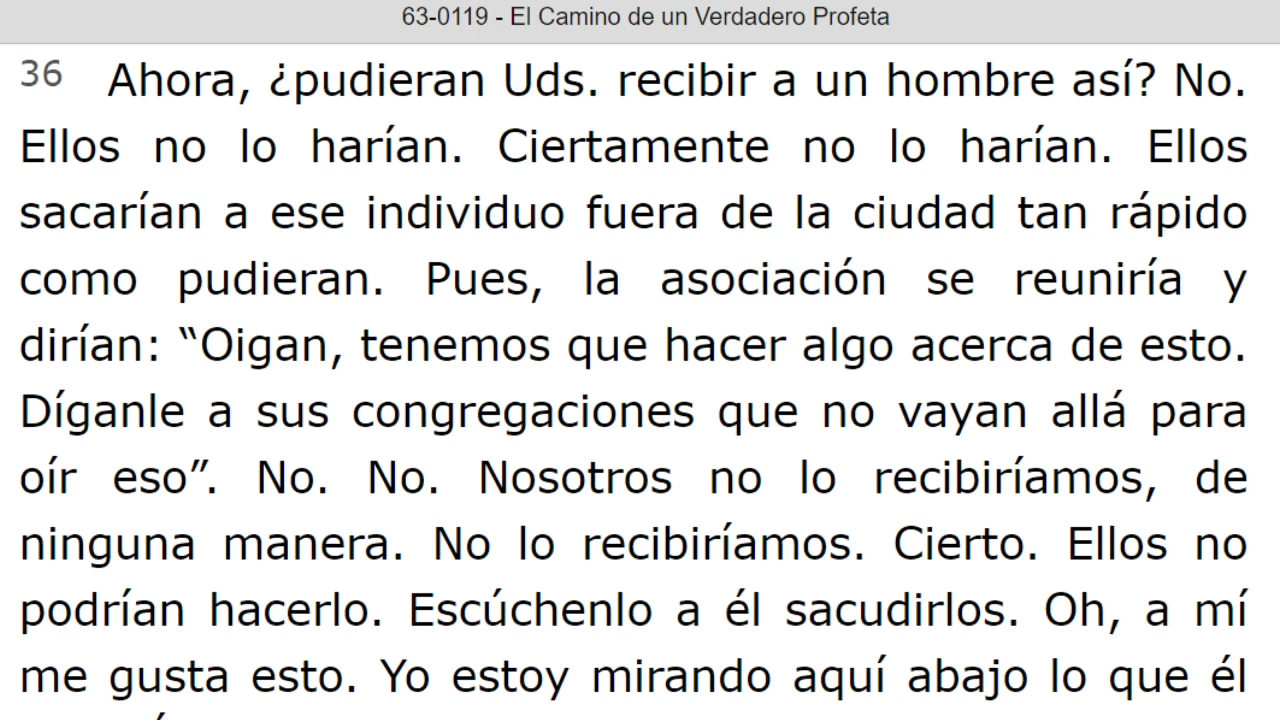 63-0119 - El Camino de un Verdadero Profeta
36 Ahora, ¿pudieran Uds. recibir a un hombre así? No.
Ellos no lo harían. Ciertamente no lo harían. Ellos
sacarían a ese individuo fuera de la ciudad tan rápido
como pudieran. Pues, la asociación se reuniría y
dirían: “Oigan, tenemos que hacer algo acerca de esto.
Díganle a sus congregaciones que no vayan allá para
oír eso”. No. No. Nosotros no lo recibiríamos, de
ninguna manera. No lo recibiríamos. Cierto. Ellos no
podrían hacerlo. Escúchenlo a él sacudirlos. Oh, a mí
me gusta esto. Yo estoy mirando aquí abajo lo que él